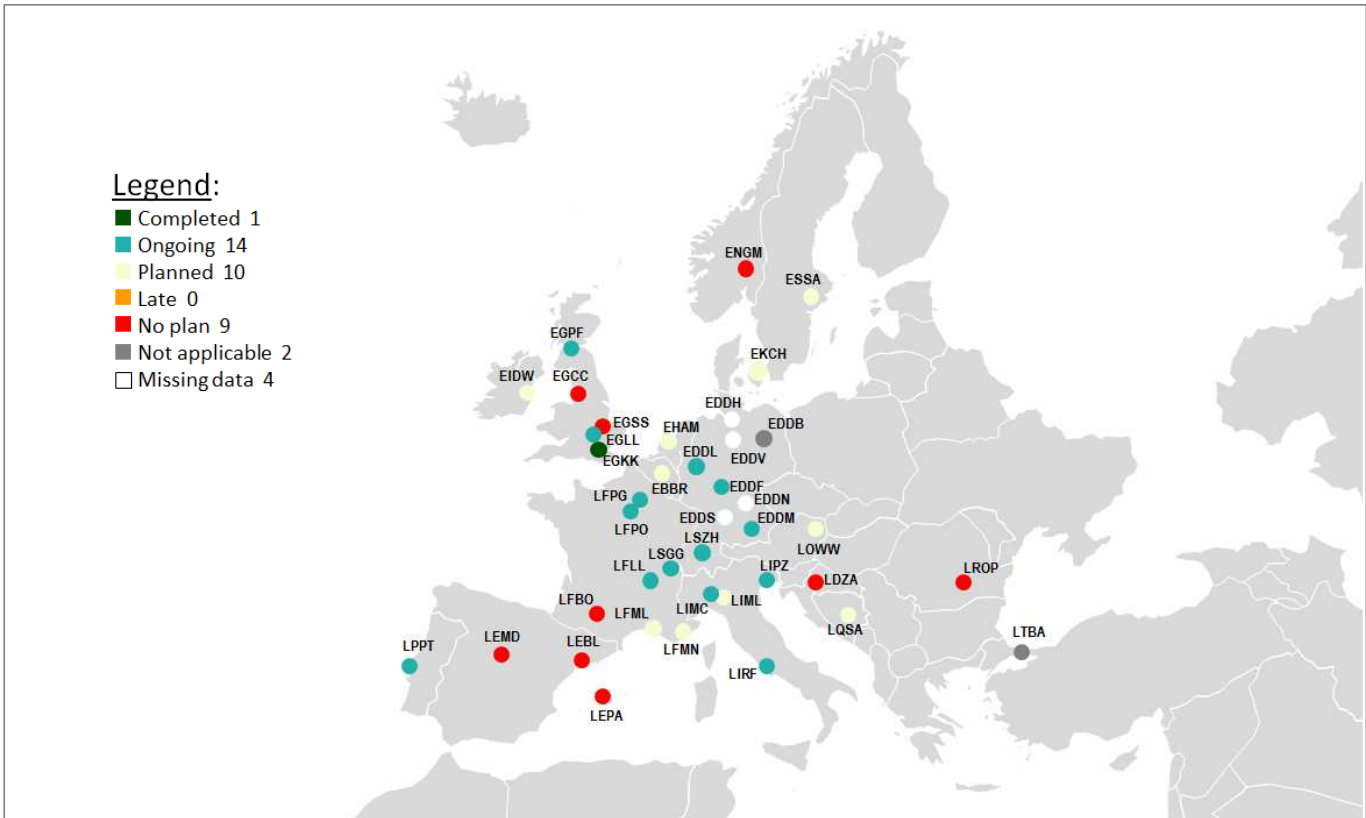 Legend:
Completed 1
Ongoing 14
Planned 10
Late 0
No plan 9
Not applicable 2
Missing data 4
ENGM
ESSA
EGPF
EKCH
EIDW
EGCC
EDDH
EGSS
EHAM
EDDB
EGLL
EDDV
EGKK
EDDL
EBBR
EDDF
LFPG
EDDN
EDDS
EDDM
LFPO
LSZH
LOWW
LSGG
LFLL
LIPZ
LDZA
LROP
LFBO
LFML
LIMC
LIML
LQSA
LTBA
LPPT
LEMD
LEBL
LFMN
LIRF
LEPA